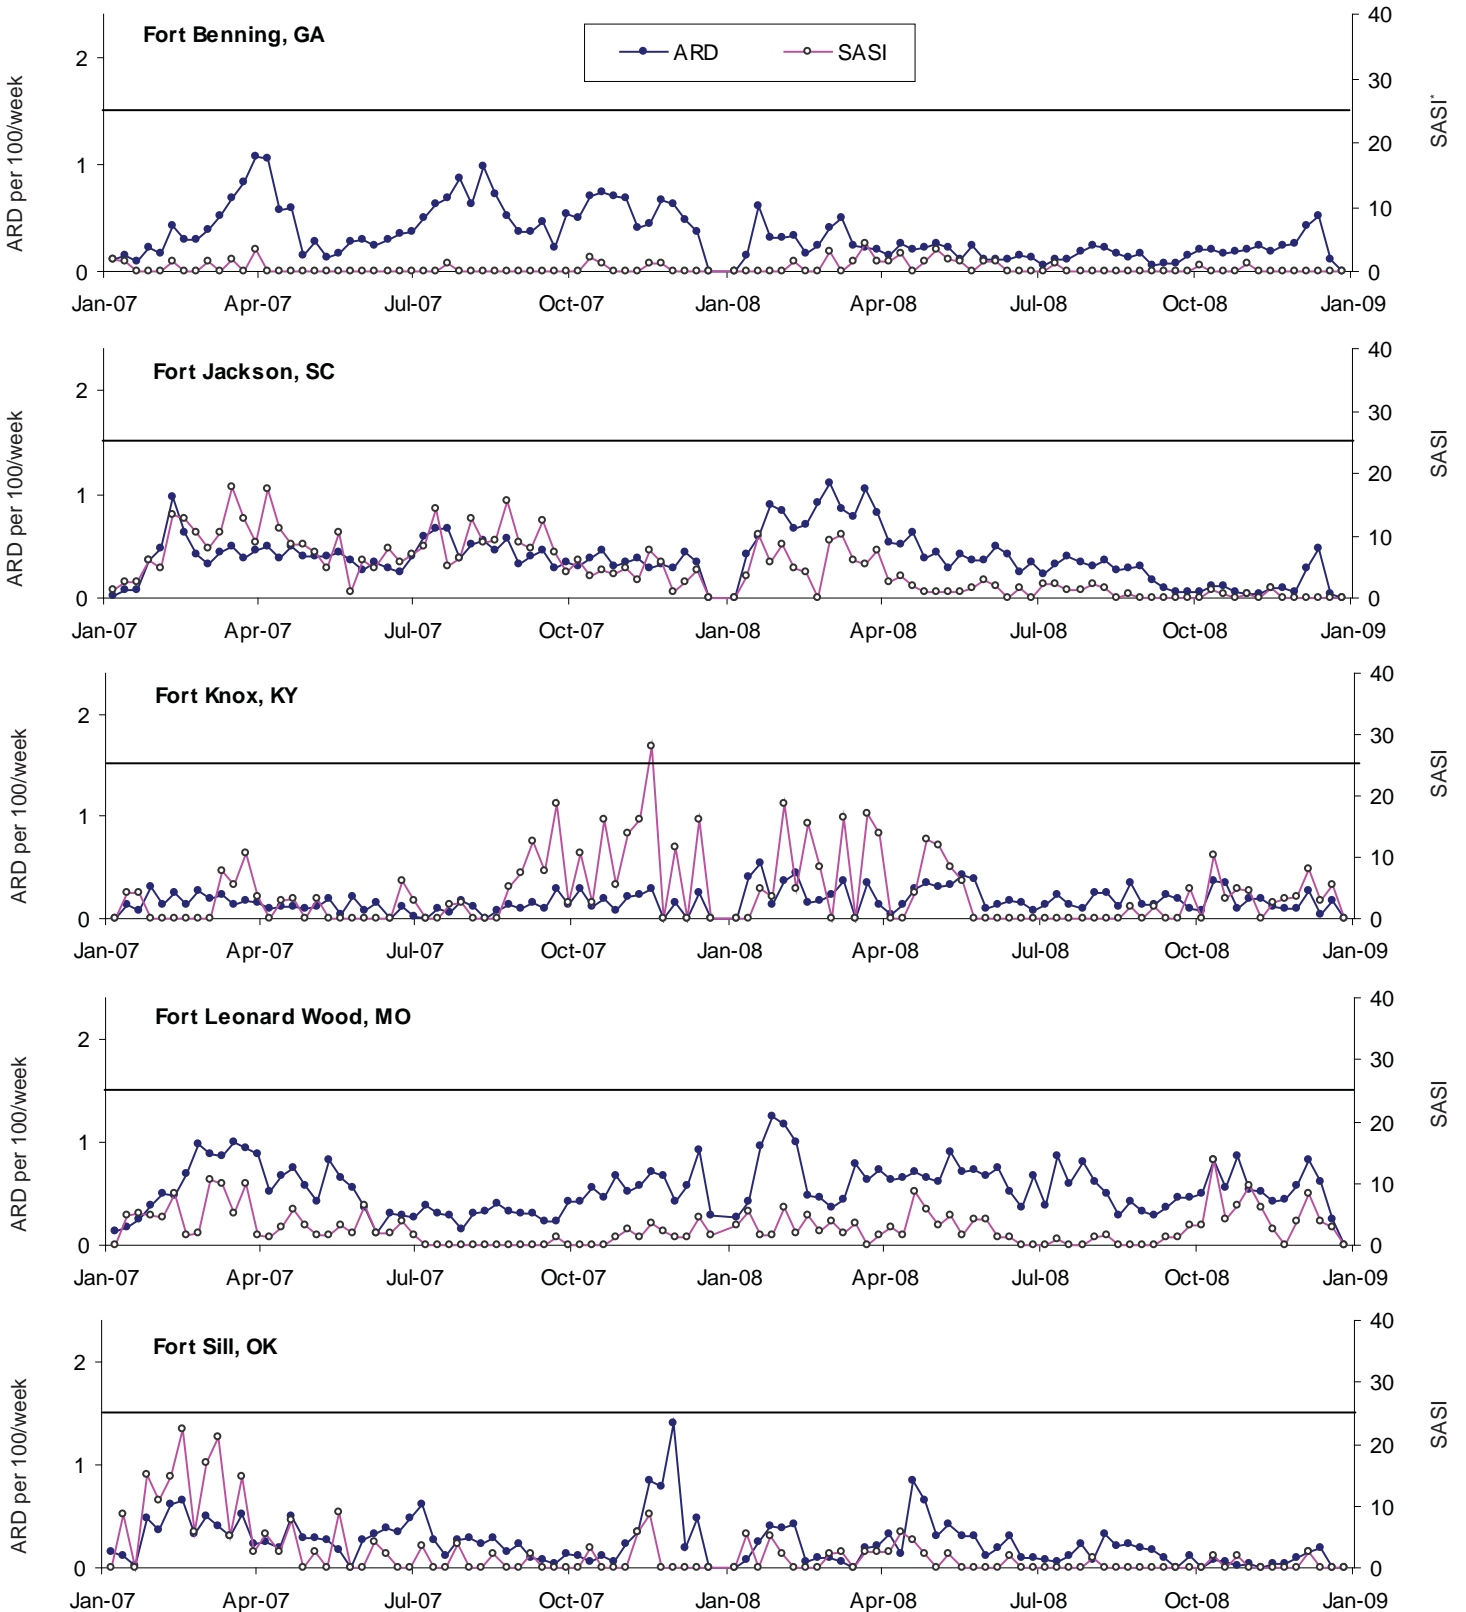 Fort Benning, GA
ARD
SASI
ARD per 100/week
2
1
0
40
30
20
10
0
SASI*
Jan-07 Apr-07 Jul-07 Oct-07 Jan-08 Apr-08 Jul-08 Oct-08 Jan-09
Fort Jackson, SC
ARD per 100/week
2
1
0
40
30
20
10
0
SASI
Jan-07 Apr-07 Jul-07 Oct-07 Jan-08 Apr-08 Jul-08 Oct-08 Jan-09
Fort Knox, KY
ARD per 100/week
2
1
0
40
30
20
10
0
SASI
Jan-07 Apr-07 Jul-07 Oct-07 Jan-08 Apr-08 Jul-08 Oct-08 Jan-09
Fort Leonard Wood, MO
ARD per 100/week
2
1
0
40
30
20
10
0
SASI
Jan-07 Apr-07 Jul-07 Oct-07 Jan-08 Apr-08 Jul-08 Oct-08 Jan-09
Fort Sill, OK
ARD per 100/week
2
1
0
40
30
20
10
0
SASI
Jan-07 Apr-07 Jul-07 Oct-07 Jan-08 Apr-08 Jul-08 Oct-08 Jan-09